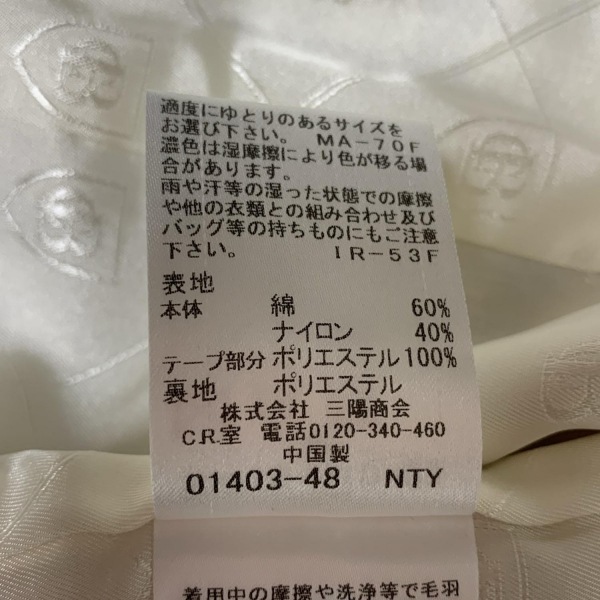 適度にゆとりのあるサイズを
お選び下さい。 MA-70F
濃色は湿摩擦により色が移る場
合があります。
雨や汗等の湿った状態での摩擦
や他の衣類との組み合わせ及び
バッグ等の持ちものにもご注意
下さい。 IR-53F
表地
本体 綿 60%
ナイロン 40%
テープ部分 ポリエステル 100%
裏地 ポリエステル
株式会社 三陽商会
C.R.室 電話0120-340-460
中国製
01403-48 NTY
着用中の摩擦や洗浄等で毛羽